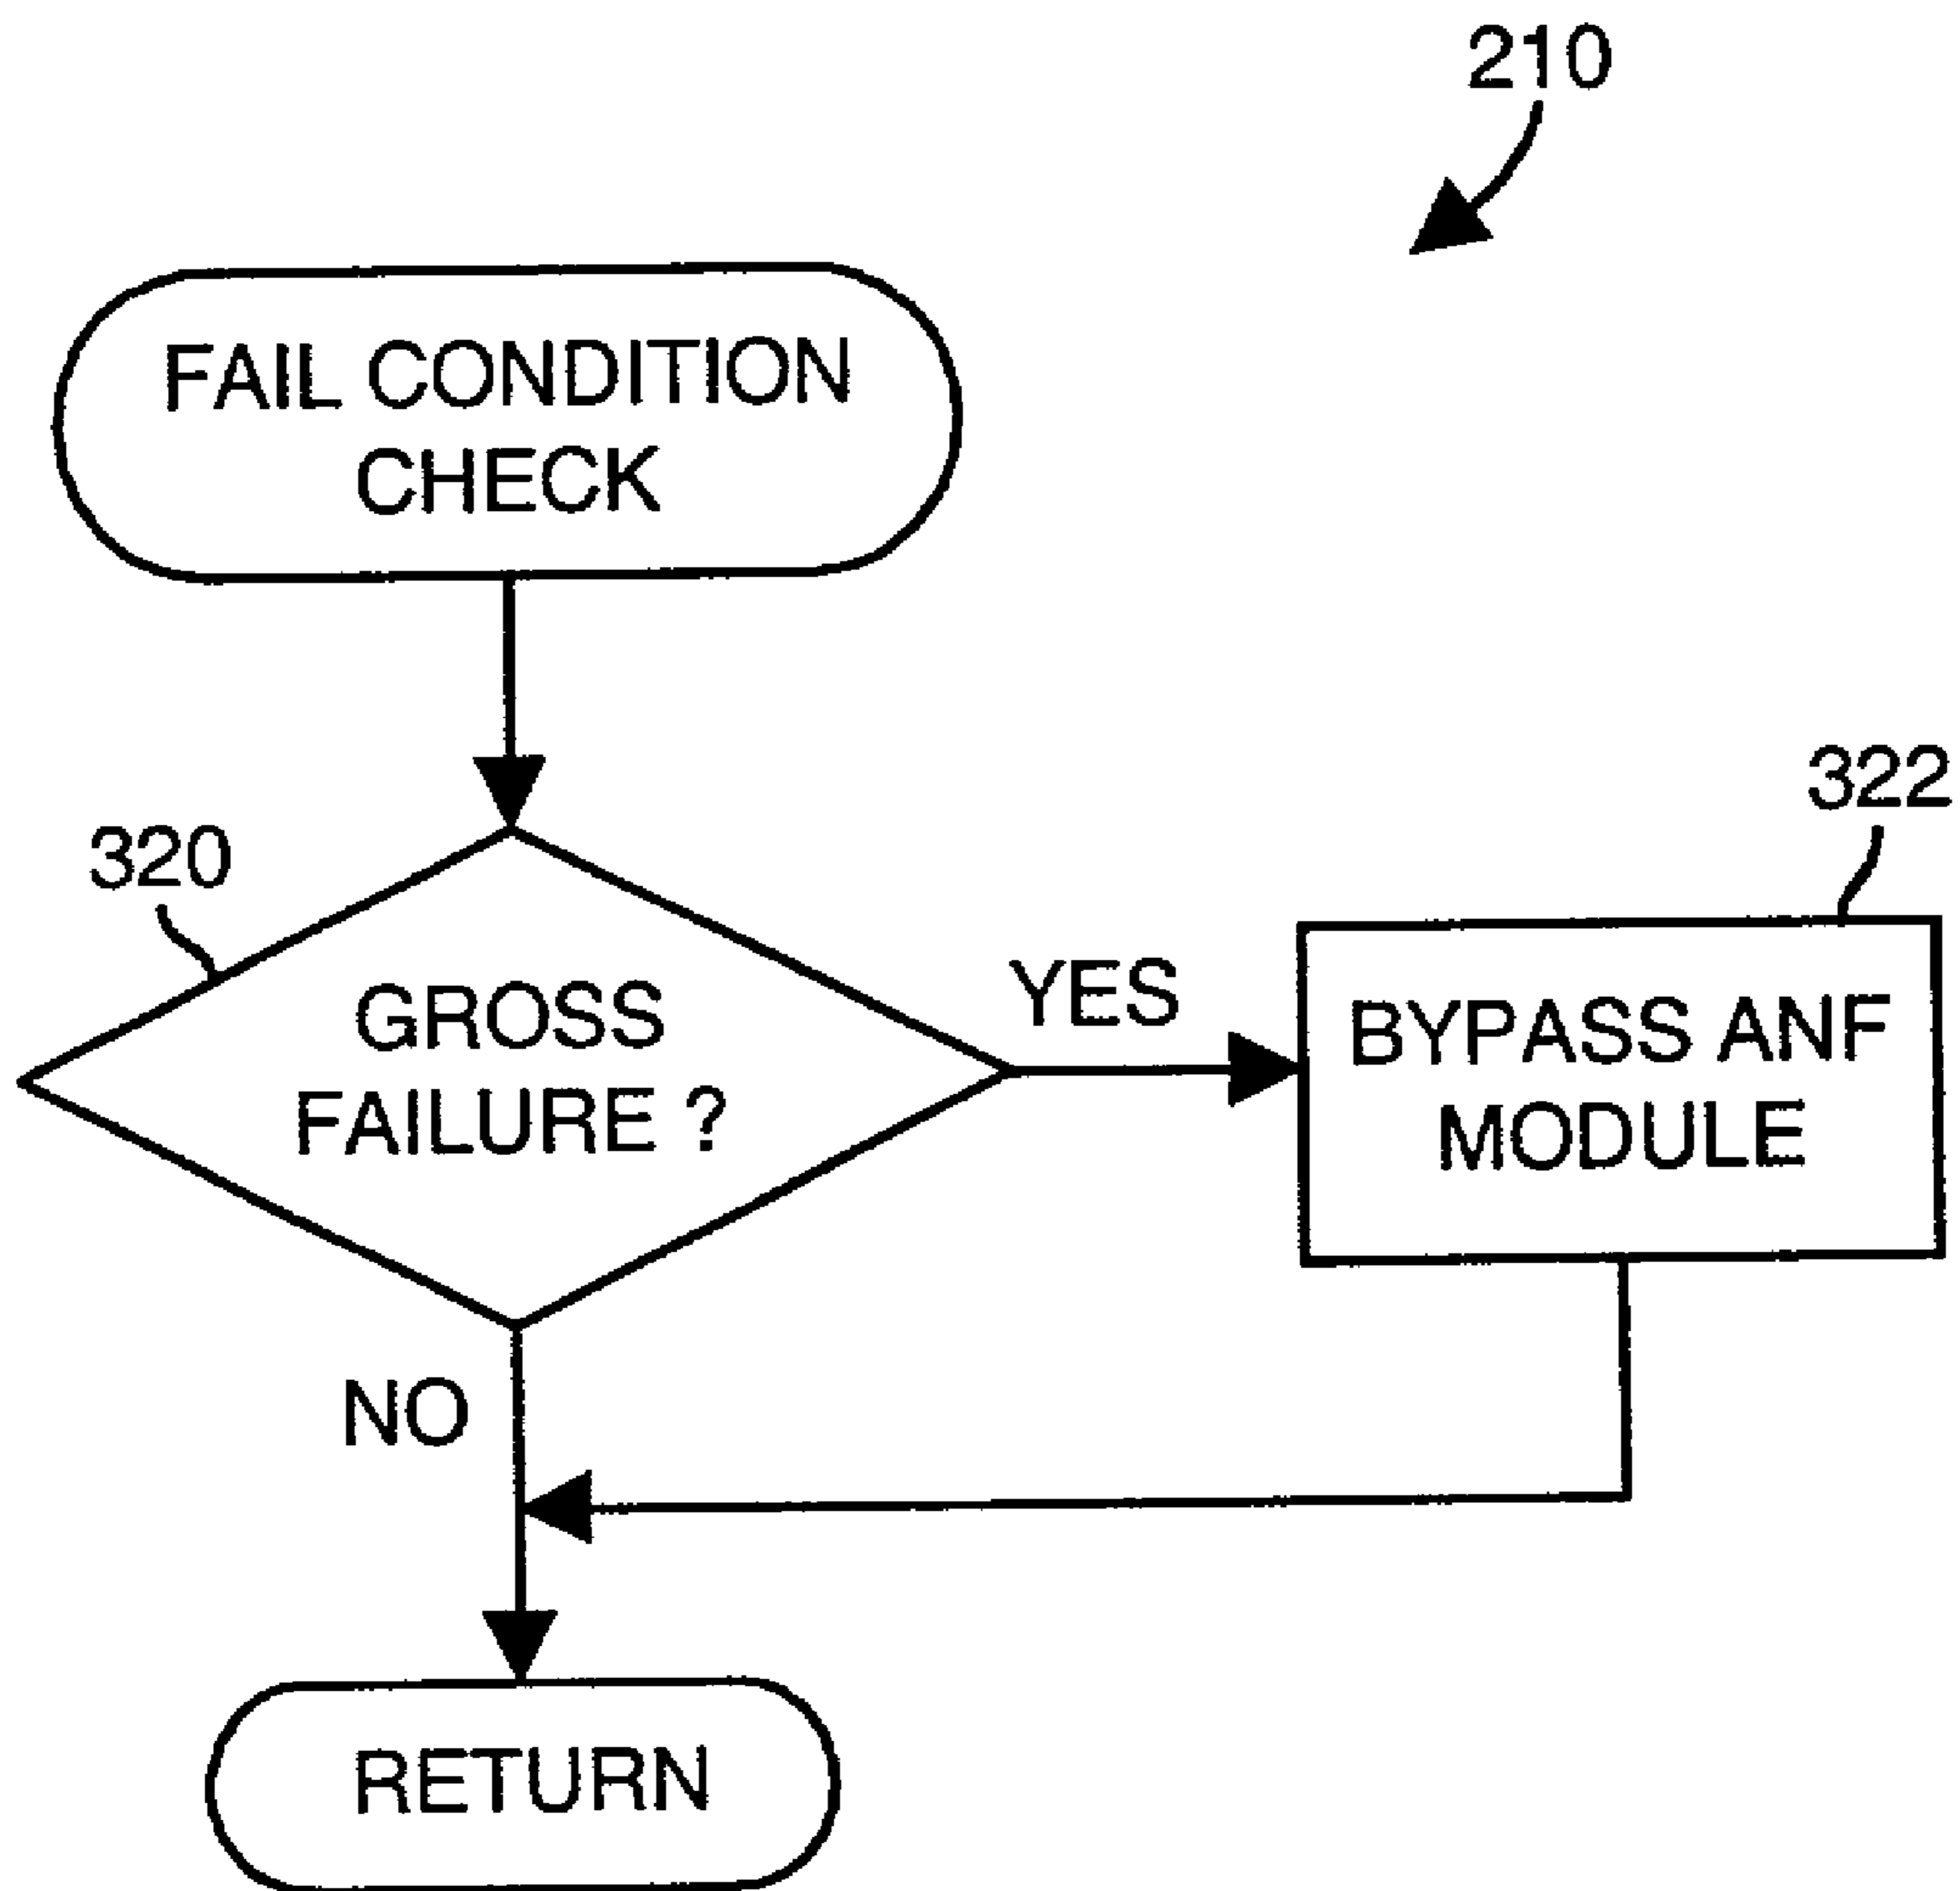 210
FAIL CONDITION
CHECK
322
320
GROSS
FAILURE ?
YES
BYPASS ANF
MODULE
NO
RETURN